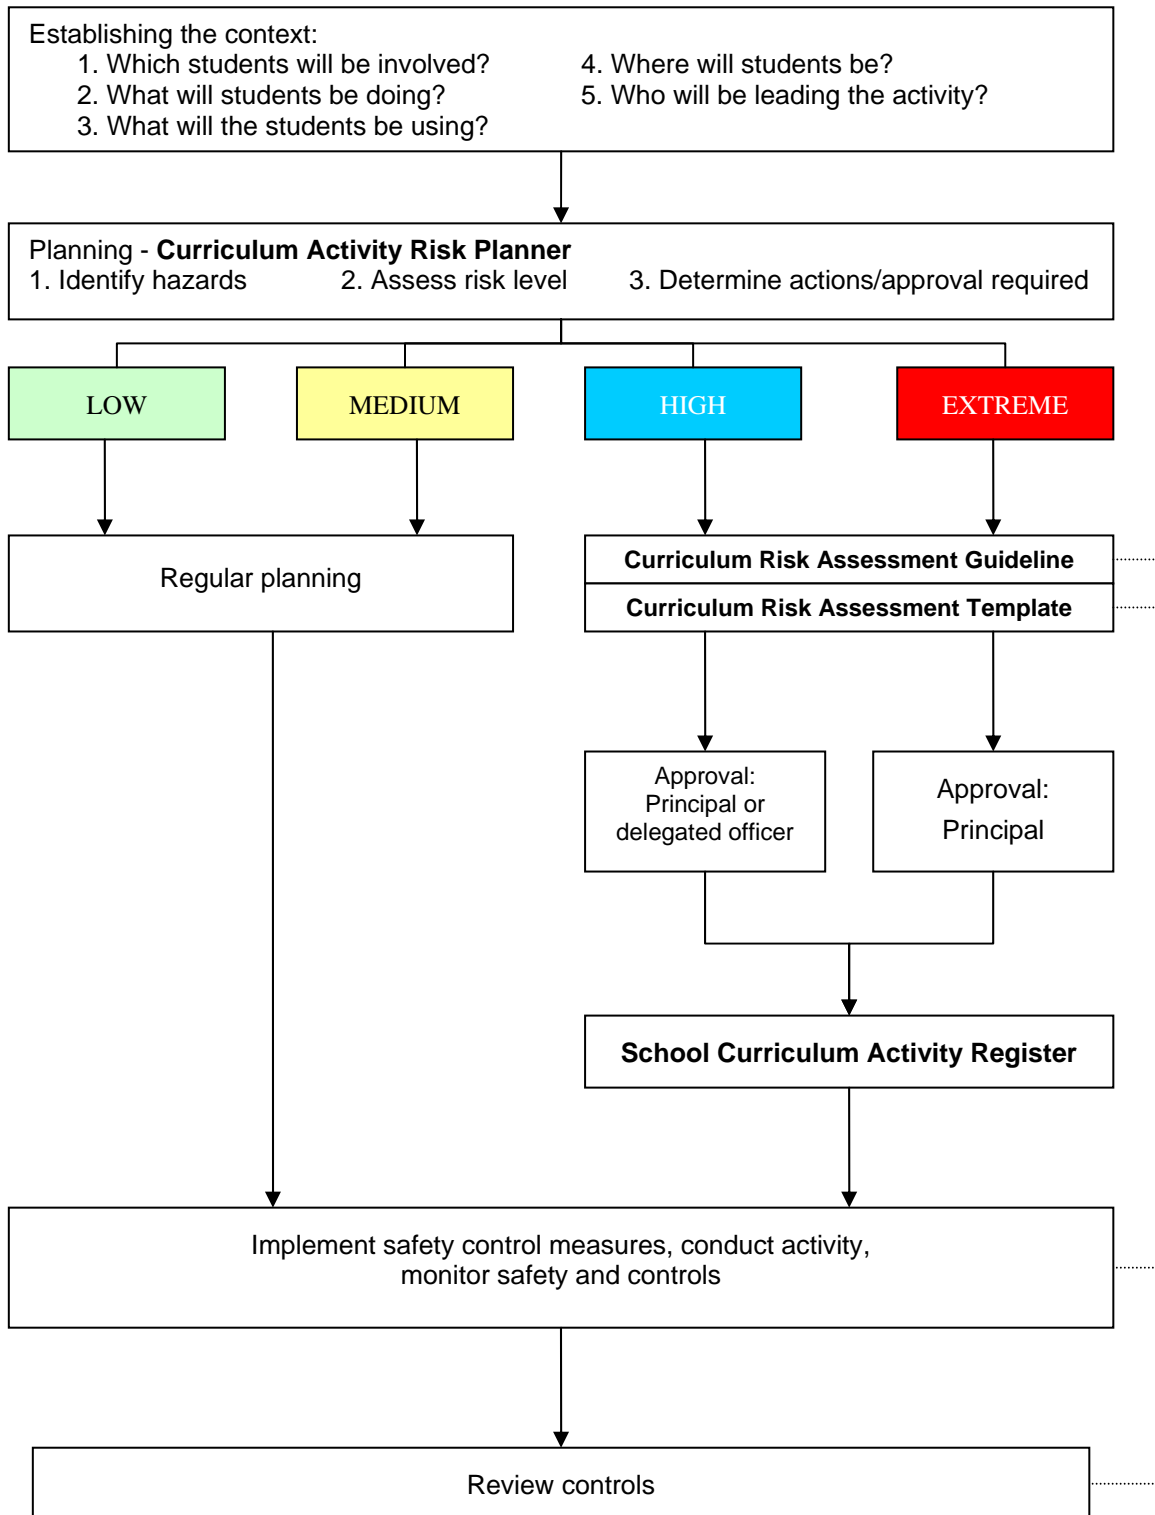 Establishing the context:
1. Which students will be involved?
2. What will students be doing?
3. What will the students be using?
4. Where will students be?
5. Who will be leading the activity?
Planning - Curriculum Activity Risk Planner
1. Identify hazards 2. Assess risk level 3. Determine actions/approval required
LOW
MEDIUM
HIGH
EXTREME
Regular planning
Curriculum Risk Assessment Guideline
Curriculum Risk Assessment Template
Approval:
Principal or
delegated officer
Approval:
Principal
School Curriculum Activity Register
Implement safety control measures, conduct activity,
monitor safety and controls
Review controls